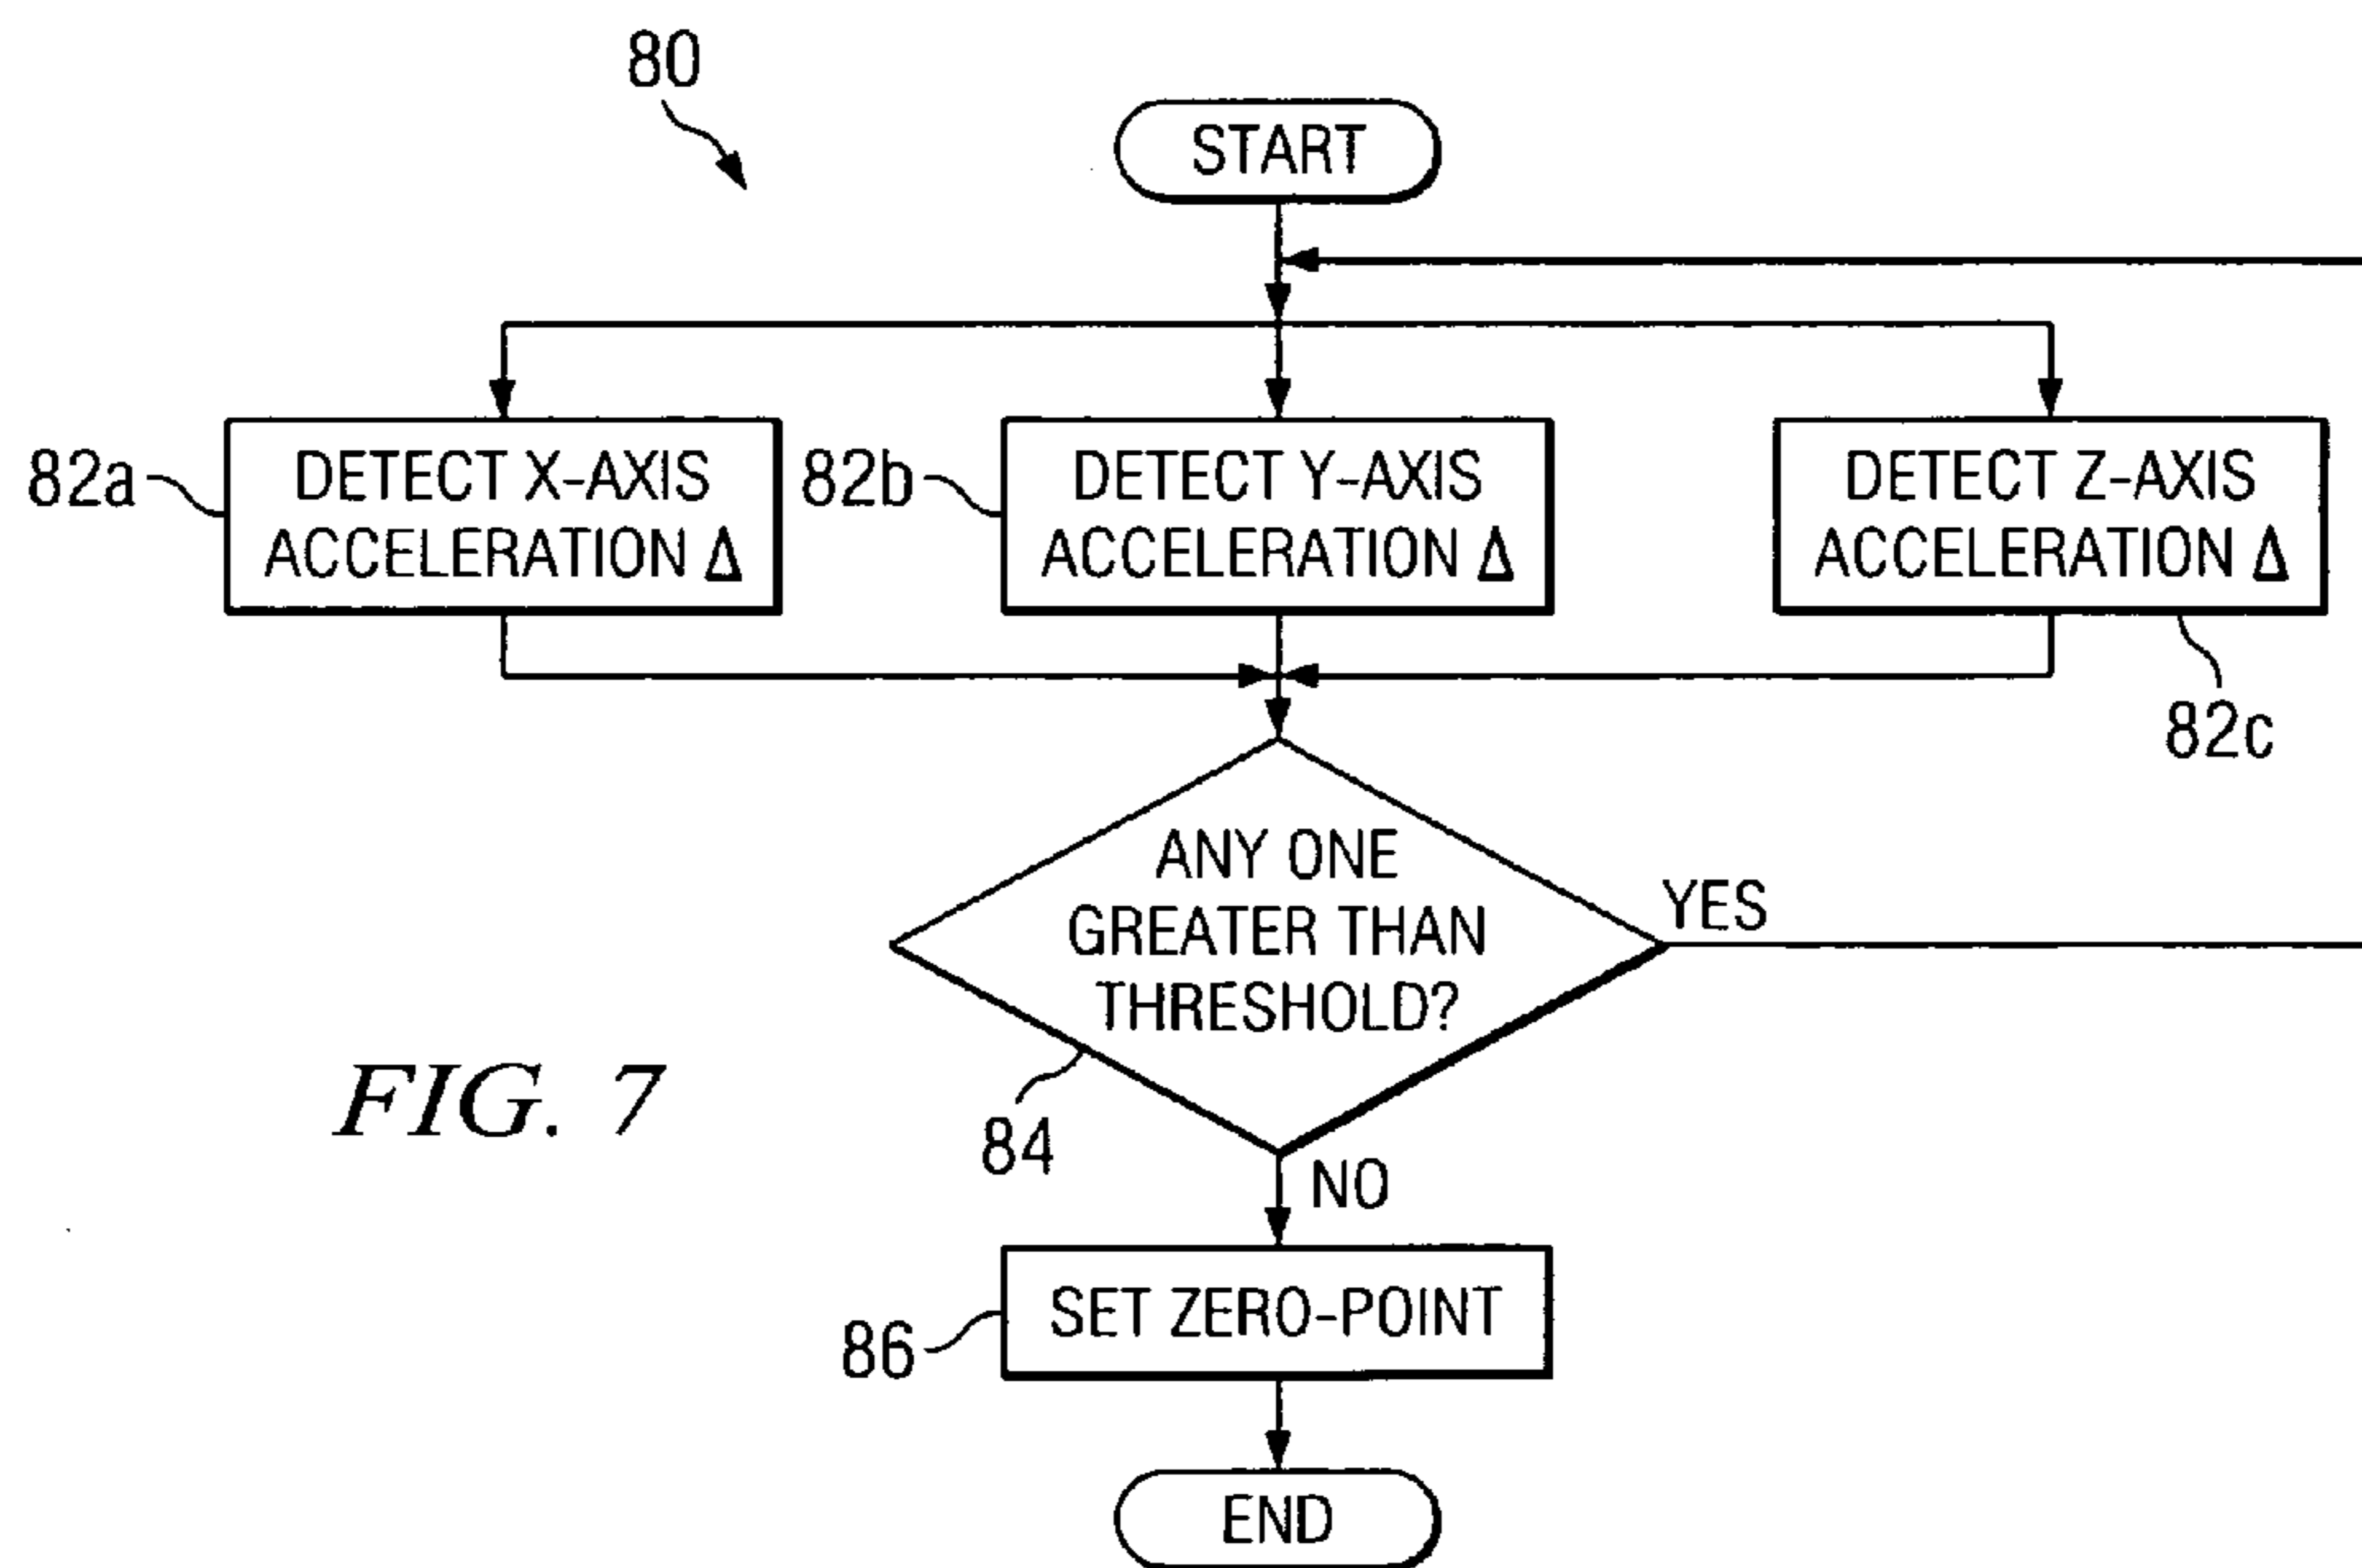 80
START
82a
DETECT X-AXIS
ACCELERATION Δ
82b
DETECT Y-AXIS
ACCELERATION Δ
DETECT Z-AXIS
ACCELERATION Δ
82c
ANY ONE
GREATER THAN
THRESHOLD?
YES
84
NO
FIG. 7
SET ZERO-POINT
86
END